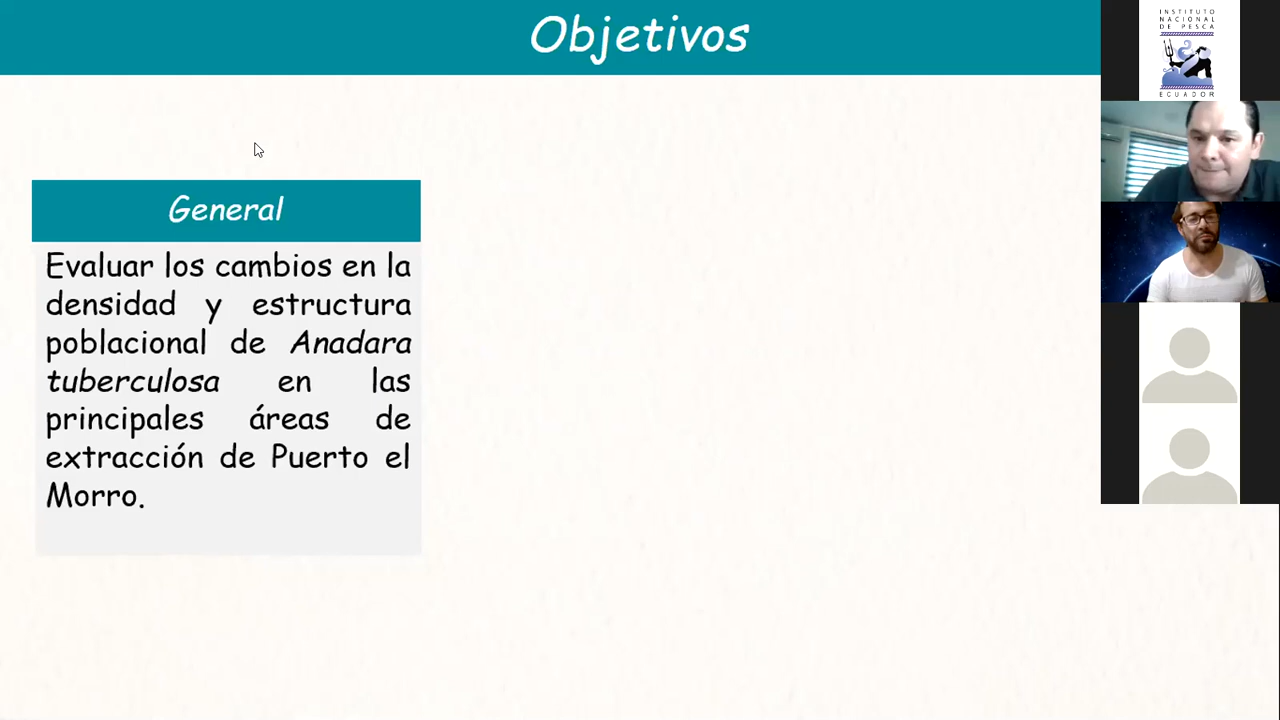 Objetivos
General
Evaluar los cambios en la
densidad y estructura
poblacional de Anadara
tuberculosa en las
principales áreas de
extracción de Puerto el
Morro.
INSTITUTO
NACIONAL
DE PESCA
ECUADOR